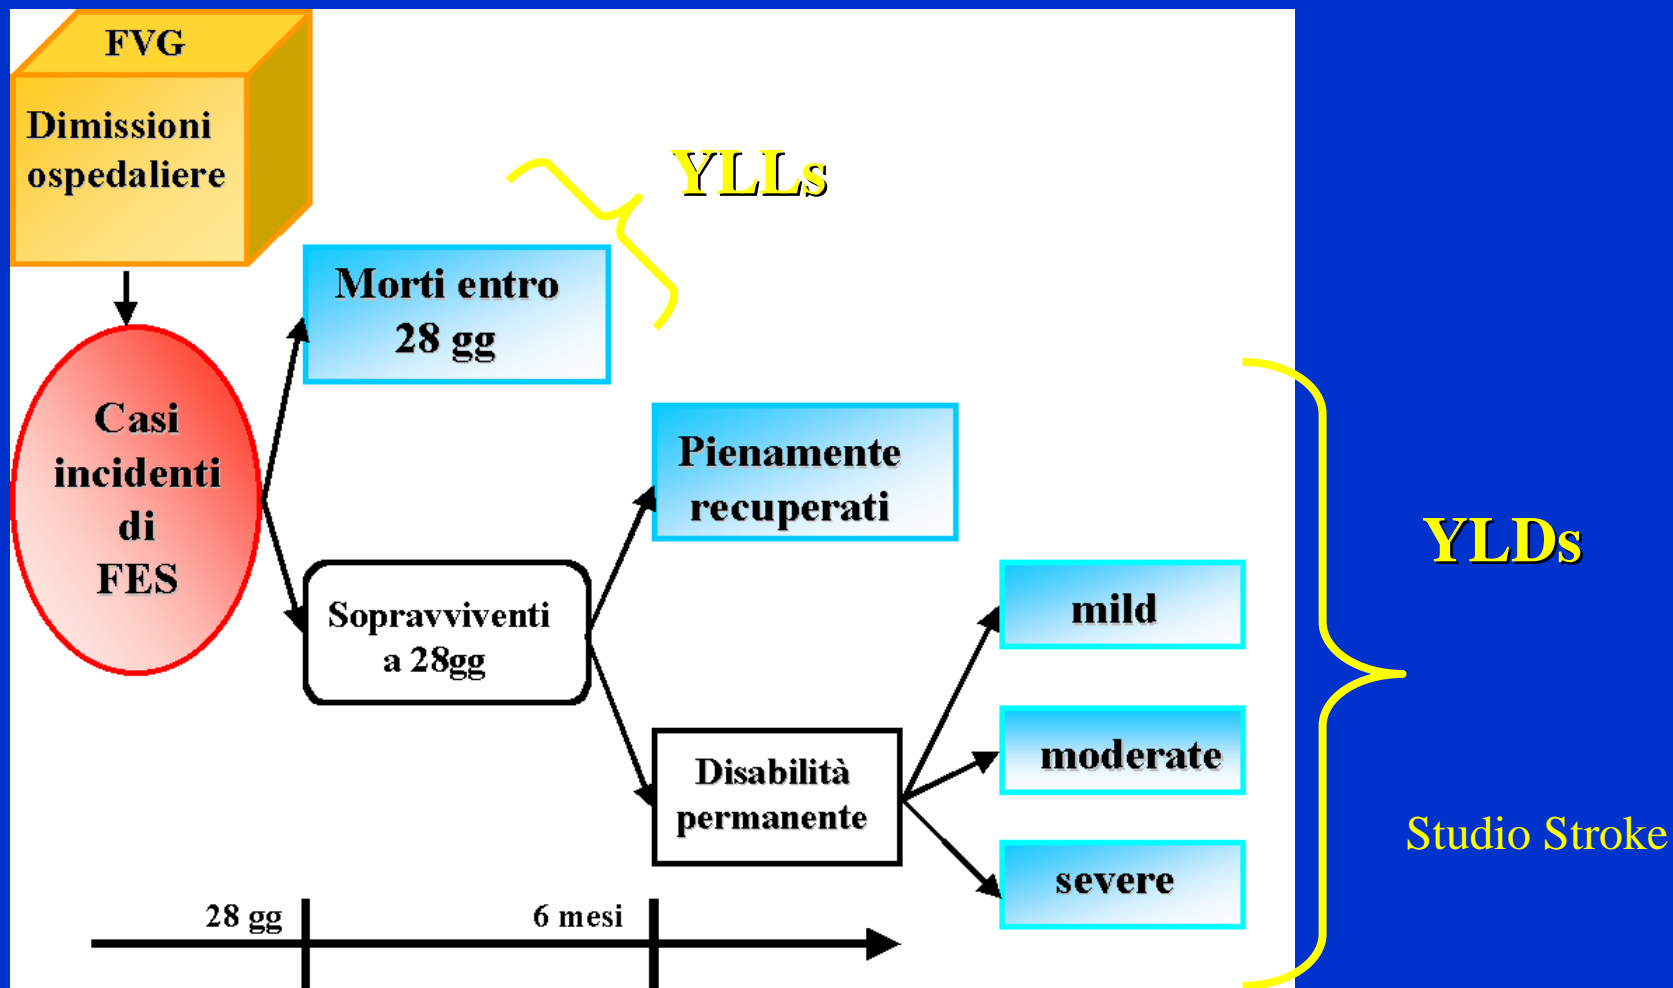 FVG
Dimissioni
ospedaliere
YLLs
Morti entro
28 gg
Casi
incidenti
di
FES
Pienamente
recuperati
Sopravviventi
a 28gg
YLDs
mild
moderate
severe
Disabilità
permanente
Studio Stroke
28 gg
6 mesi